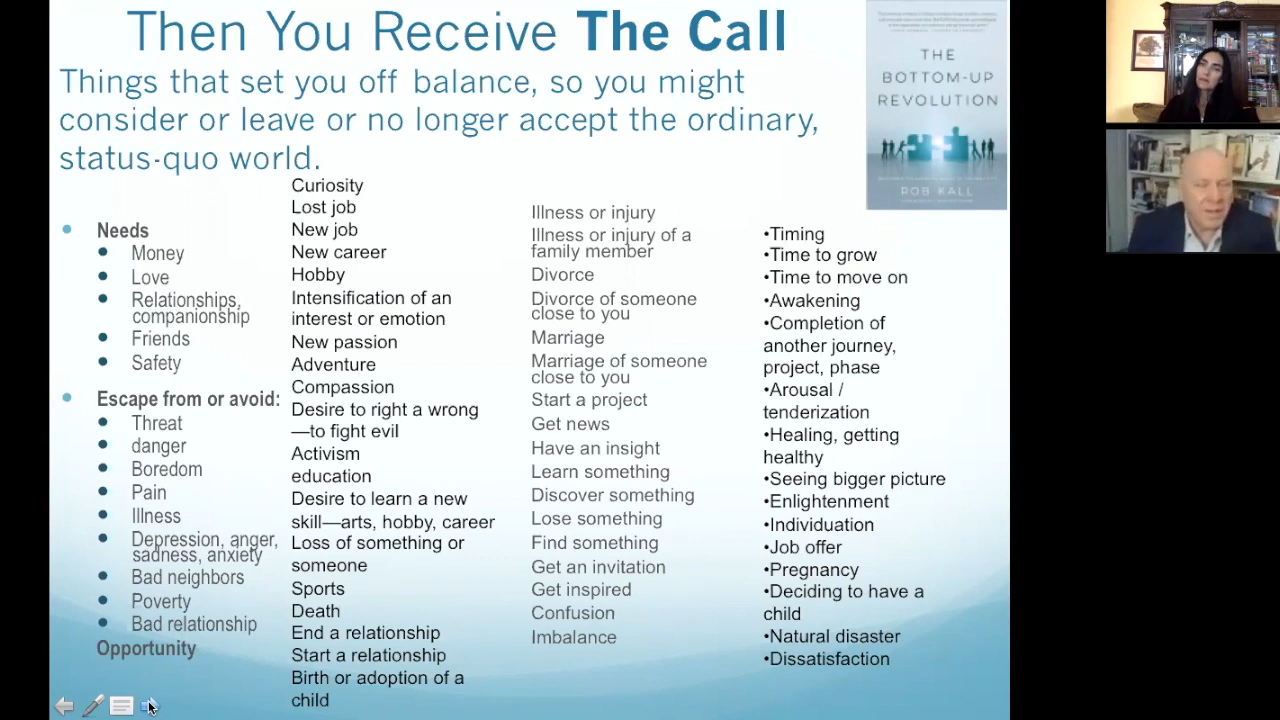 Then You Receive The Call
Things that set you off balance, so you might
consider or leave or no longer accept the ordinary,
status-quo world.
THE
BOTTOM-UP
REVOLUTION
ROB KALL
Needs
Money
Love
Relationships,
companionship
Friends
Safety
Escape from or avoid:
Threat
danger
Boredom
Pain
Illness
Depression, anger,
sadness, anxiety
Bad neighbors
Poverty
Bad relationship
Opportunity
Curiosity
Lost job
New job
New career
Hobby
Intensification of an
interest or emotion
New passion
Adventure
Compassion
Desire to right a wrong
—to fight evil
Activism
education
Desire to learn a new
skill—arts, hobby, career
Loss of something or
someone
Sports
Death
End a relationship
Start a relationship
Birth or adoption of a
child
Illness or injury
Illness or injury of a
family member
Divorce
Divorce of someone
close to you
Marriage
Marriage of someone
close to you
Start a project
Get news
Have an insight
Learn something
Discover something
Lose something
Find something
Get an invitation
Get inspired
Confusion
Imbalance
•Timing
•Time to grow
•Time to move on
•Awakening
•Completion of
another journey,
project, phase
•Arousal /
tenderization
•Healing, getting
healthy
•Seeing bigger picture
•Enlightenment
•Individuation
•Job offer
•Pregnancy
•Deciding to have a
child
•Natural disaster
•Dissatisfaction